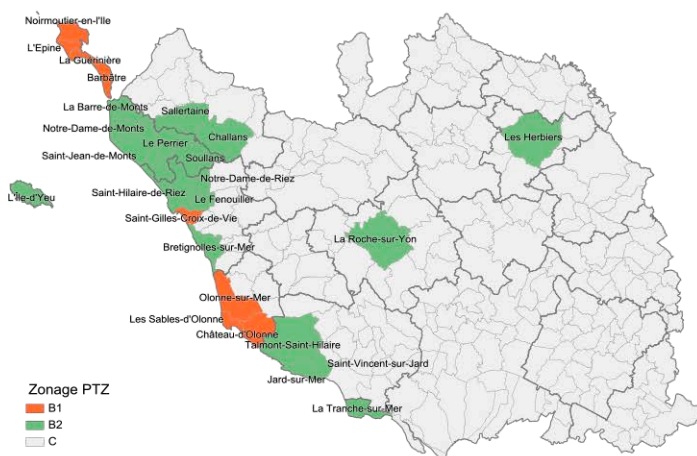 Noirmoutier-en-l'Ile
L'Epine
La Guerinière
Barbâtre
La Barre-de-Monts
Sallertaine
Notre-Dame-de-Monts
Challans
Le Perrier
Les Herbiers
Saint-Jean-de-Monts
Soullans
Notre-Dame-de-Riez
L'Ile-d'Yeu
Saint-Hilaire-de-Riez
Le Fenouiller
Saint-Gilles-Croix-de-Vie
La Roche-sur-Yon
Bretignolles-sur-Mer
Olonne-sur-Mer
Les Sables-d'Olonne
Château-d'Olonne
Talmont-Saint-Hilaire
Saint-Vincent-sur-Jard
Jard-sur-Mer
La Tranche-sur-Mer
Zonage PTZ
B1
B2
C